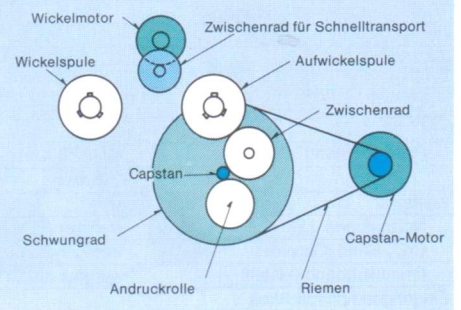 Wickelmotor
Zwischenrad für Schnelltransport
Wickelspule
Aufwickelspule
Zwischenrad
Capstan
Schwungrad
Capstan-Motor
Andruckrolle
Riemen